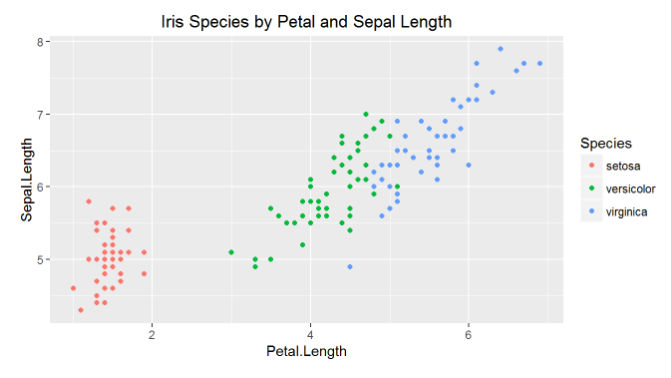 Iris Species by Petal and Sepal Length
8
7
6
5
Sepal.Length
2 4 6
Petal.Length
Species
setosa
versicolor
virginica